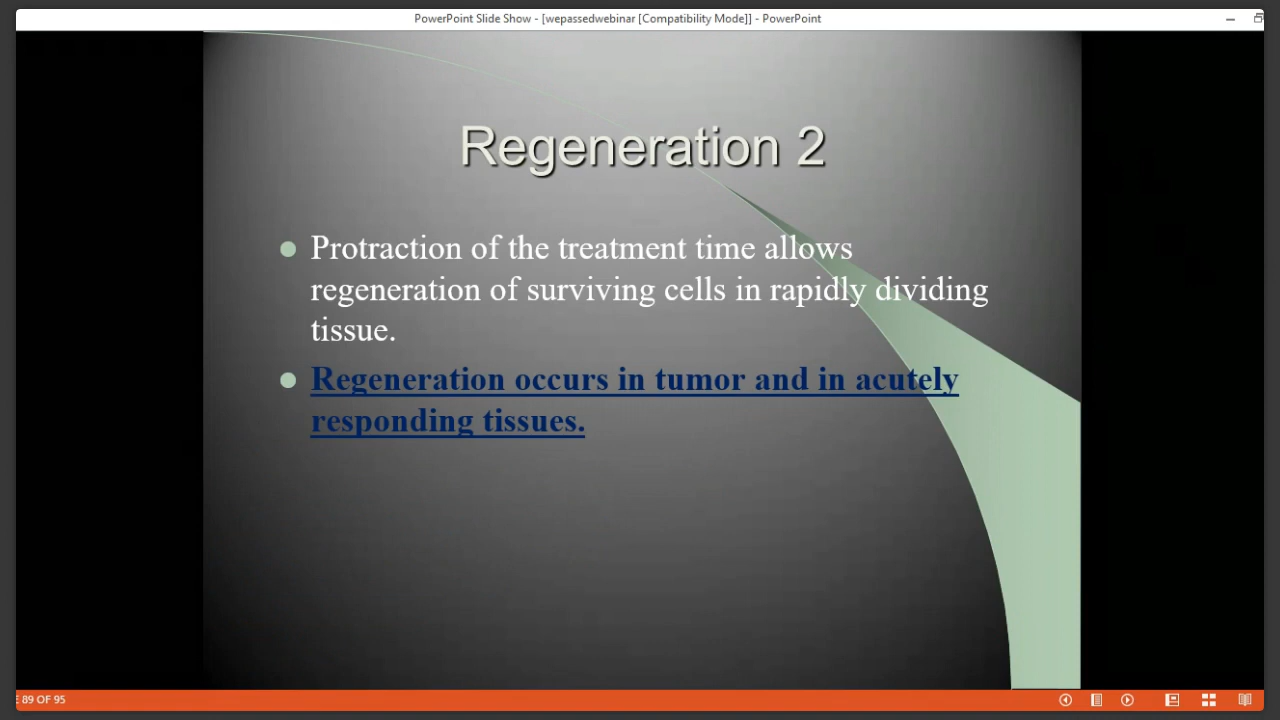 PowerPoint Slide Show - [wepassedwebinar [Compatibility Mode]] - PowerPoint
Regeneration 2
Protraction of the treatment time allows
regeneration of surviving cells in rapidly dividing
tissue.
Regeneration occurs in tumor and in acutely
responding tissues.
E 89 OF 95